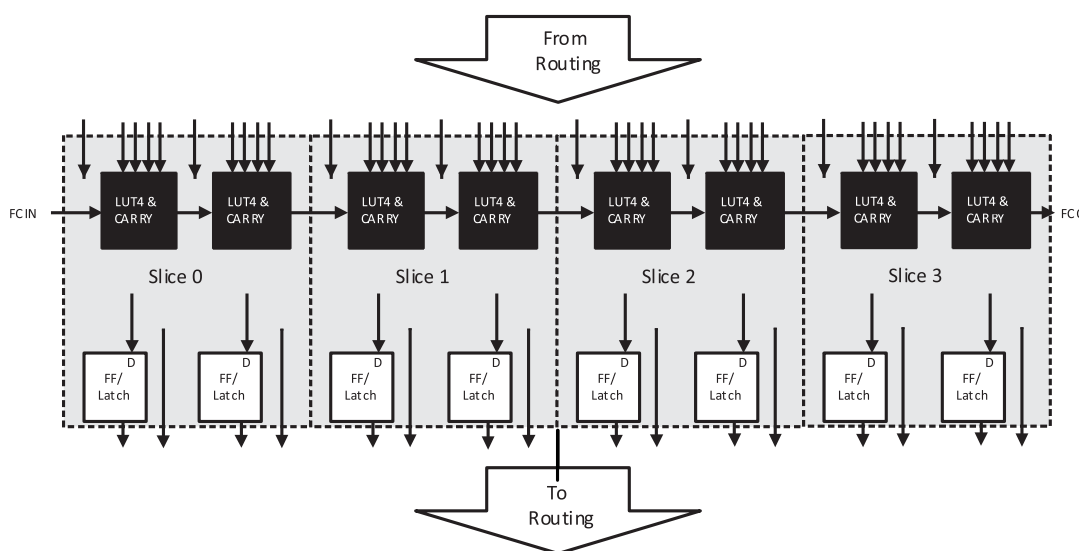 From
Routing
LUT4 &
CARRY
LUT4 &
CARRY
LUT4 &
CARRY
LUT4 &
CARRY
LUT4 &
CARRY
LUT4 &
CARRY
LUT4 &
CARRY
LUT4 &
CARRY
FCIN
Slice 0
Slice 1
Slice 2
Slice 3
D
FF/
Latch
D
FF/
Latch
D
FF/
Latch
D
FF/
Latch
D
FF/
Latch
D
FF/
Latch
D
FF/
Latch
D
FF/
Latch
To
Routing